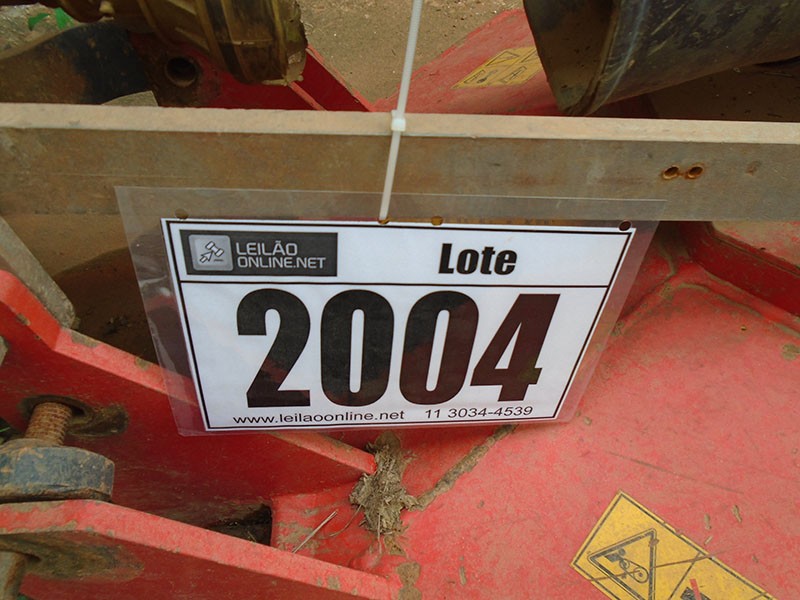 LEILÃO
ONLINE.NET
Lote
2004
www.leilaoonline.net 11 3034-4539